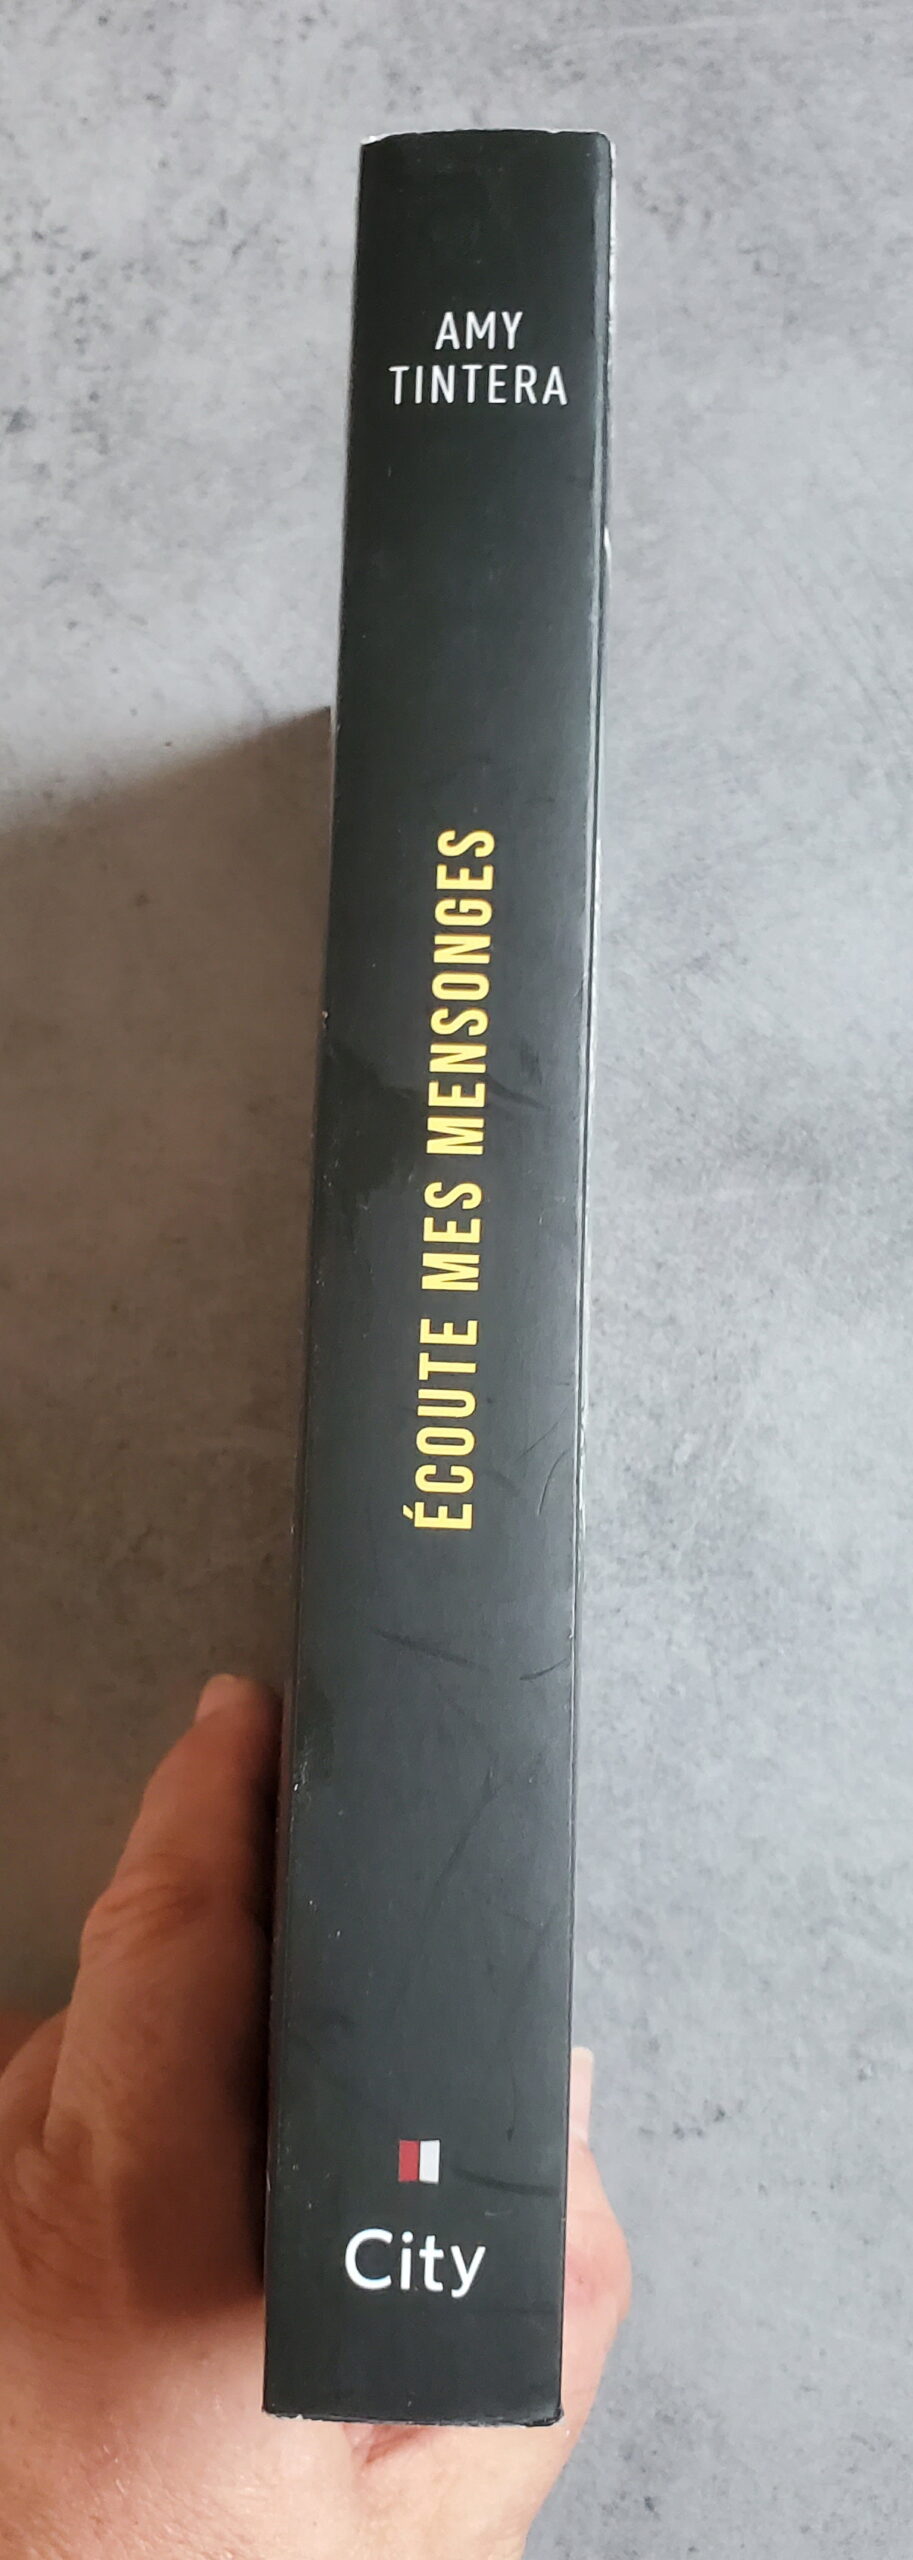 AMY
TINTERA
ÉCOUTE MES MENSONGES
City